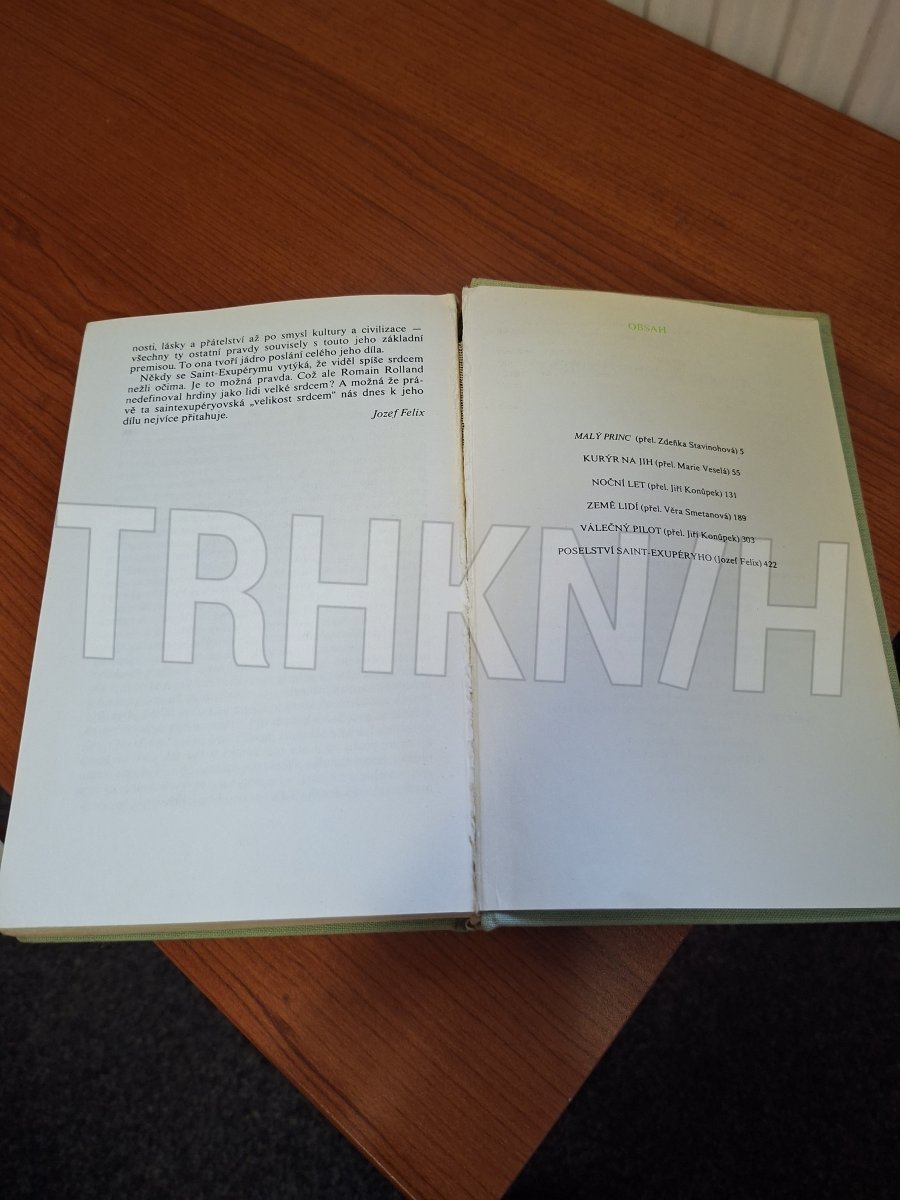 nosti, lásky a přátelství až po smysl kultury a civilizace —
všechny ty ostatní pravdy souvisely s touto jeho základní
premisou. To ona tvoří jádro poslání celého jeho díla.
Někdy se Saint-Exupérymu vytýká, že viděl spíše srdcem
nežli očima. Je to možná pravda. Což ale Romain Rolland
nedefinoval hrdiny jako lidi velké srdcem? A možná že prá-
vě ta saintexupéryovská „velikost srdcem" nás dnes k jeho
dílu nejvíce přitahuje.
Jozef Felix
OBSAH
MALÝ PRINC (přel. Zdeňka Stavinohová) 5
KURÝR NA JIH (přel. Marie Veselá) 55
NOČNÍ LET (přel. Jiří Konůpek) 131
ZEMĚ LIDÍ (přel. Věra Smetanová) 189
VÁLEČNÝ PILOT (přel. Jiří Konůpek) 303
POSELSTVÍ SAINT-EXUPÉRYHO (Jozef Felix) 422
TRHKNIH